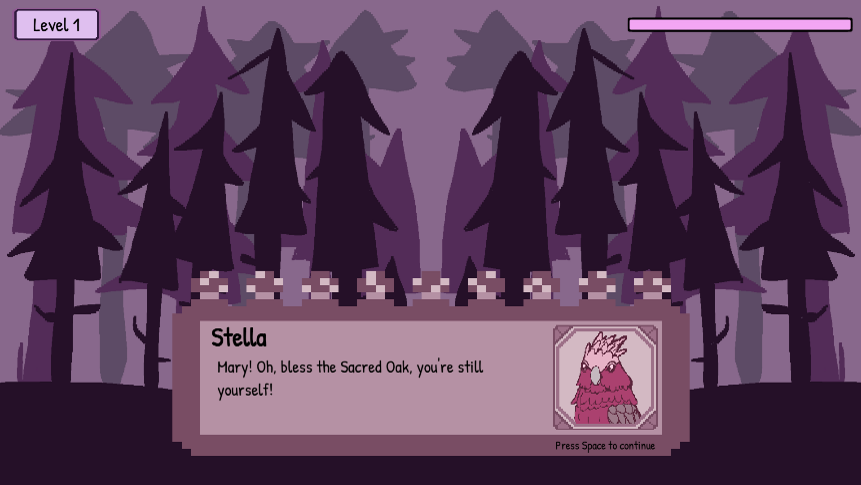 Level 1
Stella
Mary! Oh, bless the Sacred Oak, you're still
yourself!
Press Space to continue